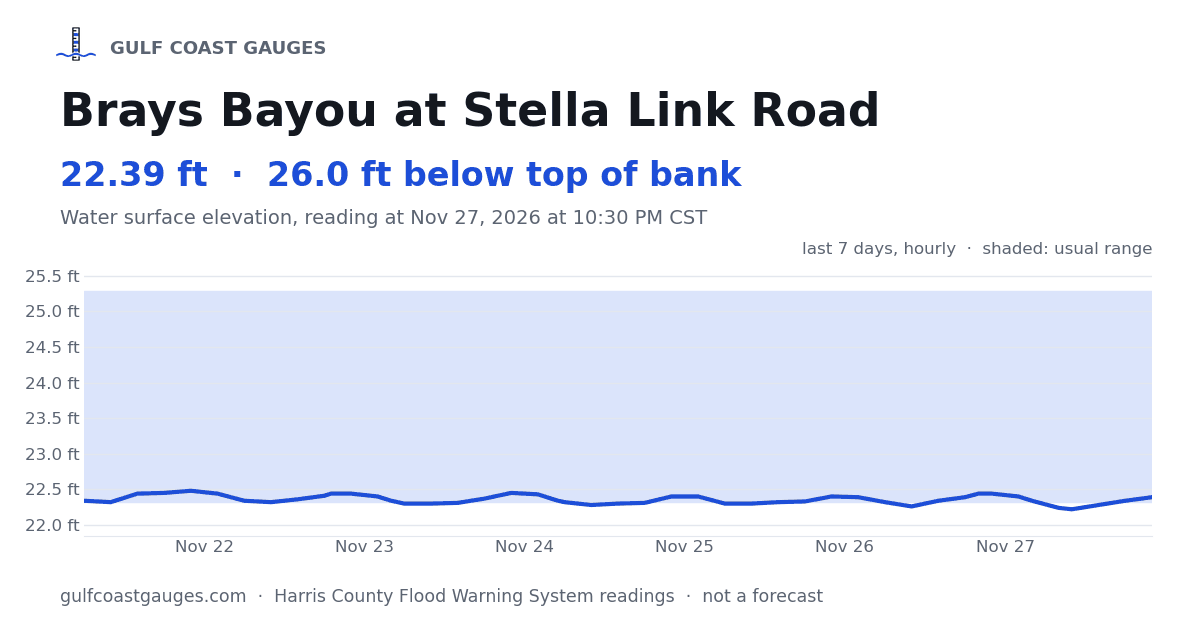 GULF COAST GAUGES
Brays Bayou at Stella Link Road
22.39 ft · 26.0 ft below top of bank
Water surface elevation, reading at Nov 27, 2026 at 10:30 PM CST
last 7 days, hourly · shaded: usual range
25.5 ft
25.0 ft
24.5 ft
24.0 ft
23.5 ft
23.0 ft
22.5 ft
22.0 ft
Nov 22 Nov 23 Nov 24 Nov 25 Nov 26 Nov 27
gulfcoastgauges.com · Harris County Flood Warning System readings · not a forecast